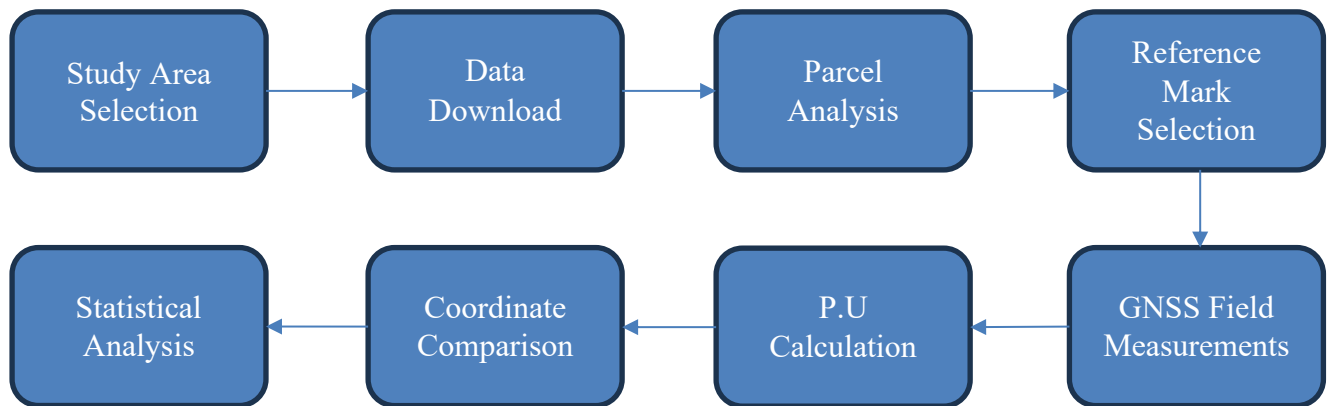 Study Area
Selection
Data
Download
Parcel
Analysis
Reference
Mark
Selection
GNSS Field
Measurements
P.U
Calculation
Coordinate
Comparison
Statistical
Analysis